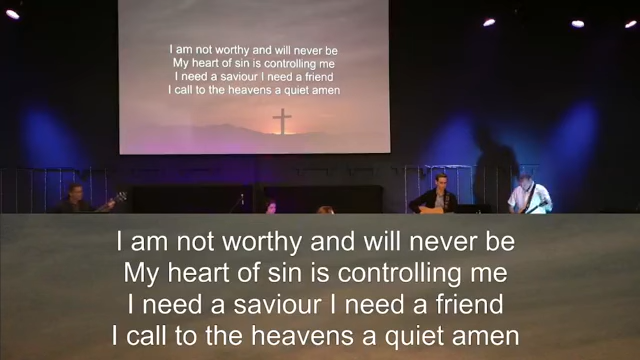 I am not worthy and will never be
My heart of sin is controlling me
I need a saviour I need a friend
I call to the heavens a quiet amen
I am not worthy and will never be
My heart of sin is controlling me
I need a saviour I need a friend
I call to the heavens a quiet amen